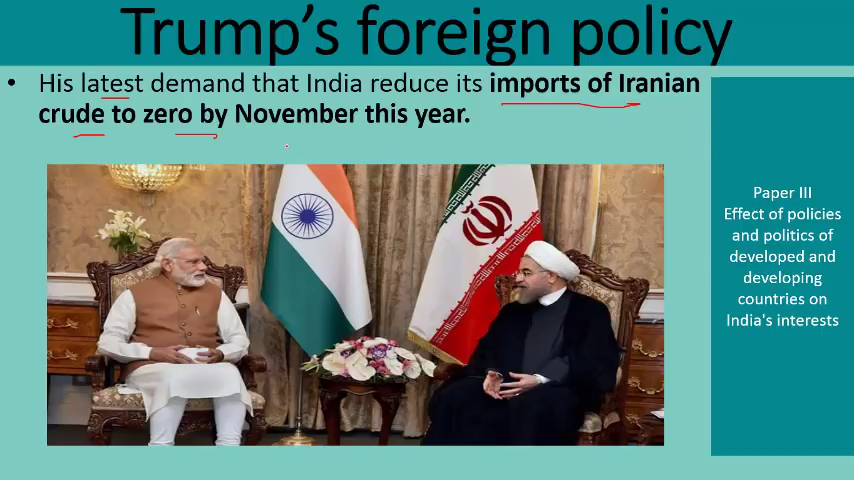 Trump's foreign policy
• His latest demand that India reduce its imports of Iranian
crude to zero by November this year.
Paper III
Effect of policies
and politics of
developed and
developing
countries on
India's interests